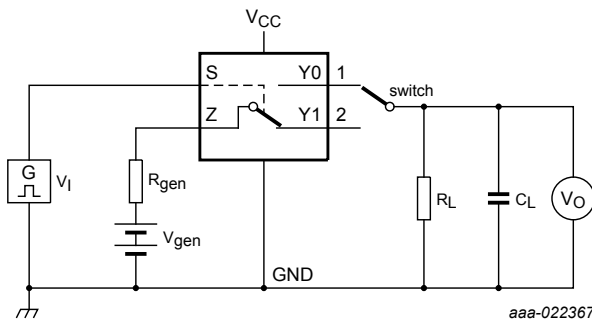 VCC
S
Y0
1
switch
Z
Y1
2
G
VI
Rgen
Vgen
RL
CL
VO
GND
aaa-022367